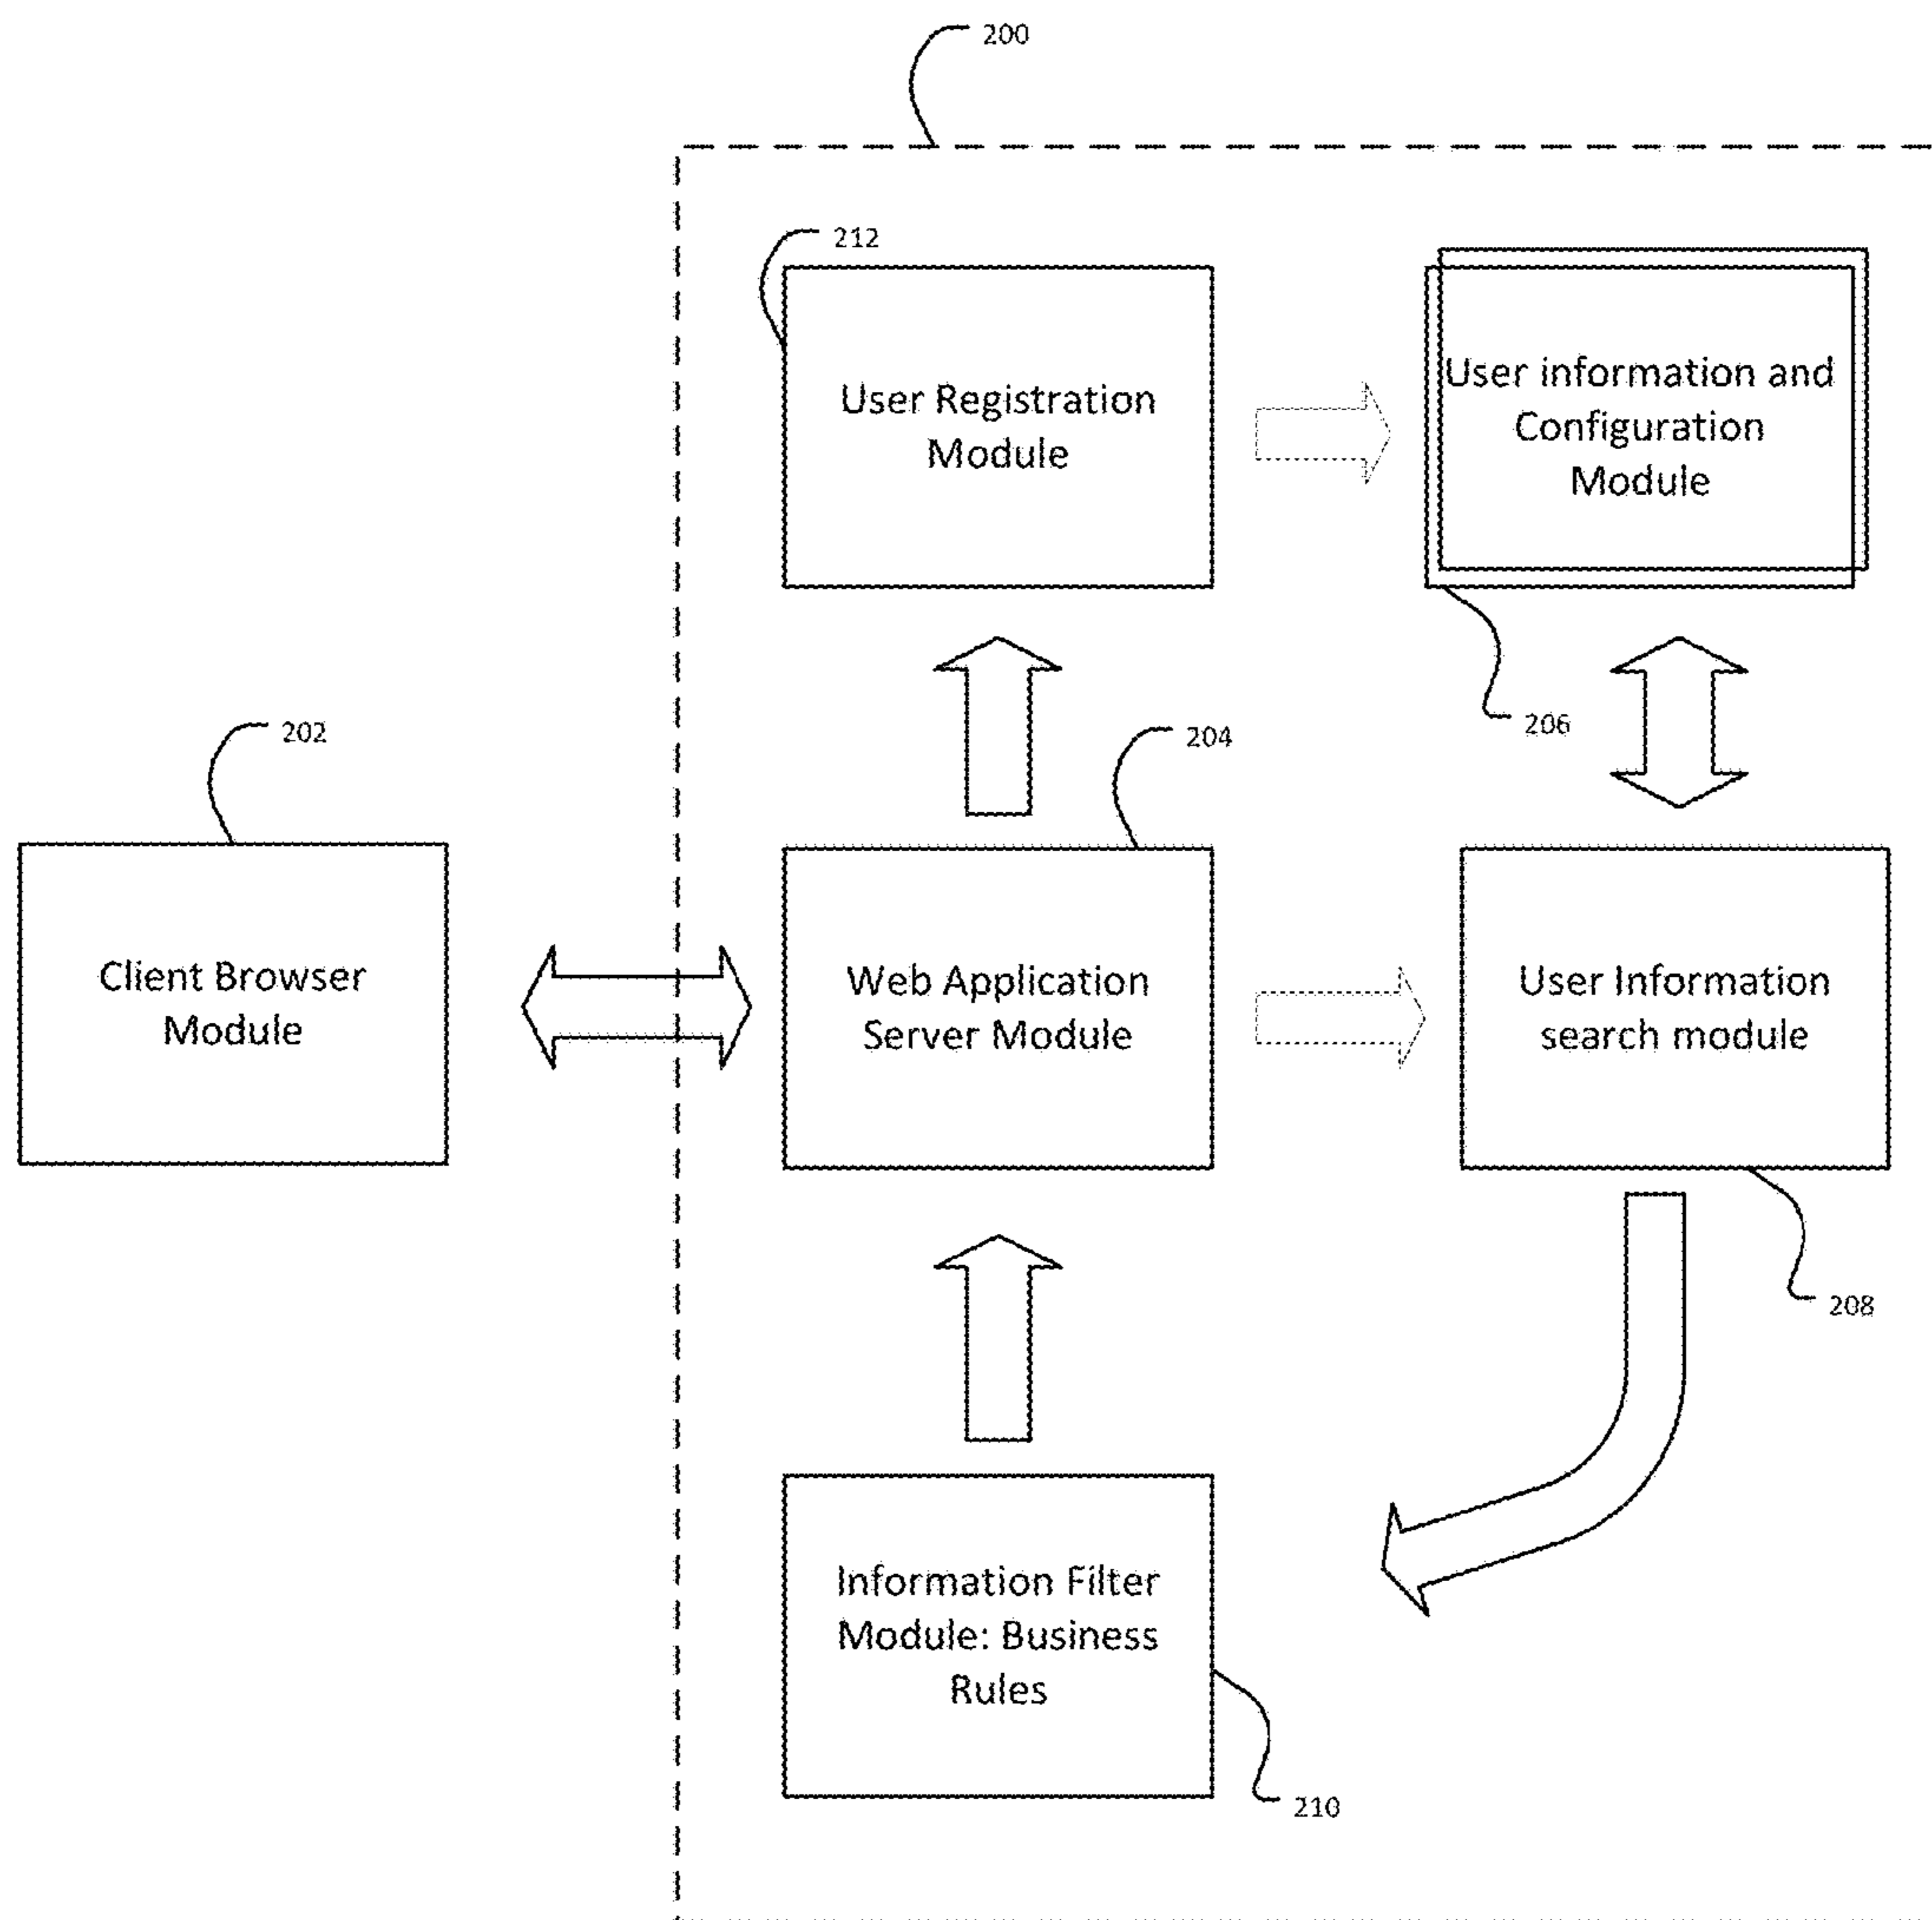 200
212
User Registration
Module
User information and
Configuration
Module
206
202
204
Client Browser
Module
Web Application
Server Module
User Information
search module
208
Information Filter
Module: Business
Rules
210